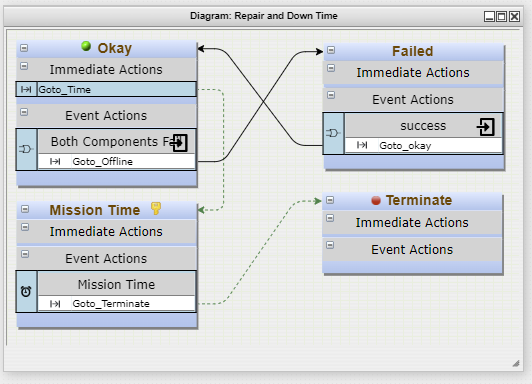 Diagram: Repair and Down Time
Okay
Immediate Actions
Goto_Time
Event Actions
Both Components
Goto_Offline
Failed
Immediate Actions
Event Actions
success
Goto_okay
Mission Time
Immediate Actions
Event Actions
Mission Time
Goto_Terminate
Terminate
Immediate Actions
Event Actions